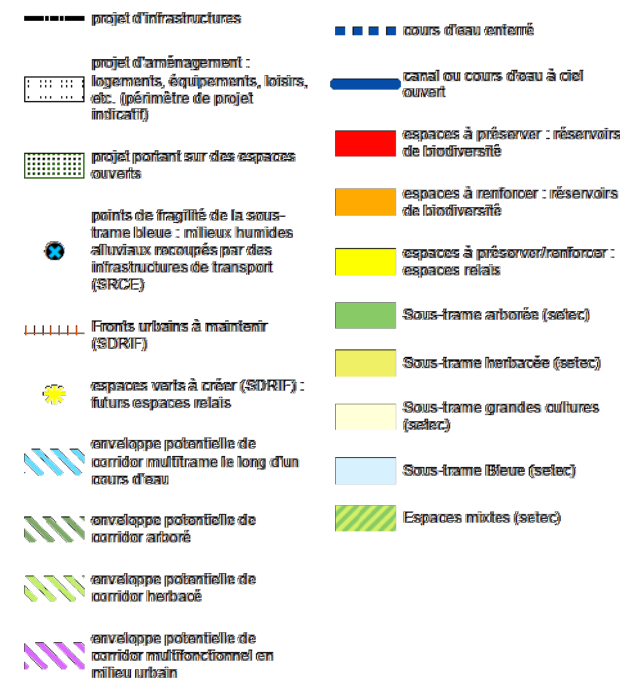 projet d'infrastructures
projet d'aménagement :
logements, équipements, loisirs,
etc. (périmètre de projet
indicatif)
projet portant sur des espaces
ouverts
points de fragilité de la sous-
trame bleue : milieux humides
alluviaux recoupés par des
infrastructures de transport
(SRCE)
Fronts urbains à maintenir
(SDRIF)
espaces verts à créer (SDRIF) :
futurs espaces relais
enveloppe potentielle de
corridor multitrame le long d'un
cours d'eau
enveloppe potentielle de
corridor arboré
enveloppe potentielle de
corridor herbacé
enveloppe potentielle de
corridor multifonctionnel en
milieu urbain
cours d'eau enterré
canal ou cours d'eau à ciel
ouvert
espaces à préserver : réservoirs
de biodiversité
espaces à renforcer : réservoirs
de biodiversité
espaces à préserver/renforcer :
espaces relais
Sous-trame arborée (setec)
Sous-trame herbacée (setec)
Sous-trame grandes cultures
(setec)
Sous-trame Bleue (setec)
Espaces mixtes (setec)